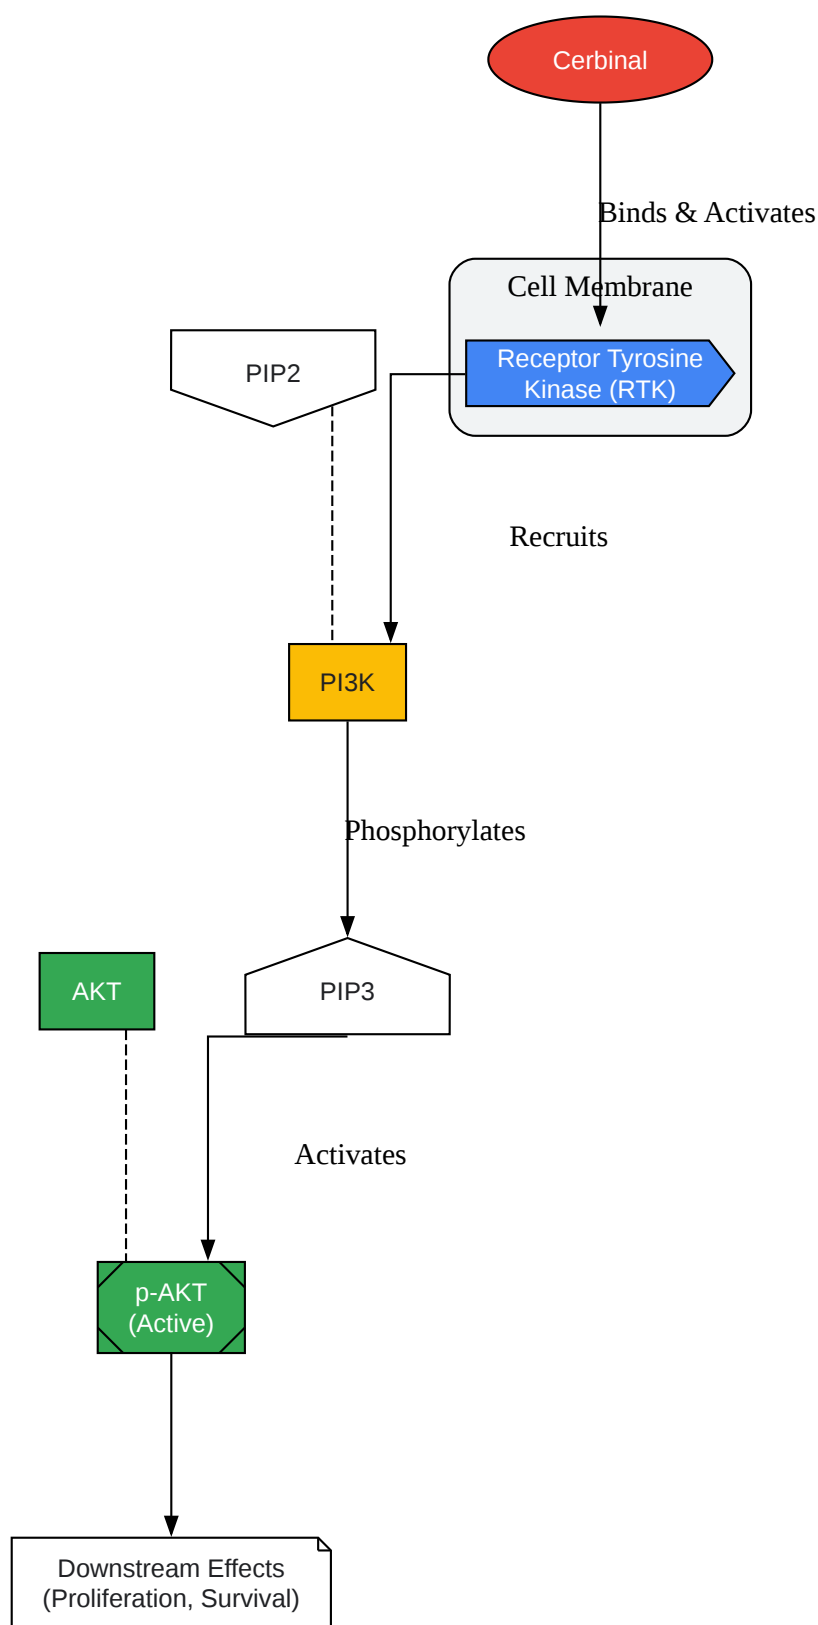 Cerbinal
Binds & Activates
Cell Membrane
Receptor Tyrosine
Kinase (RTK)
PIP2
Recruits
PI3K
Phosphorylates
AKT
PIP3
Activates
p-AKT
(Active)
Downstream Effects
(Proliferation, Survival)